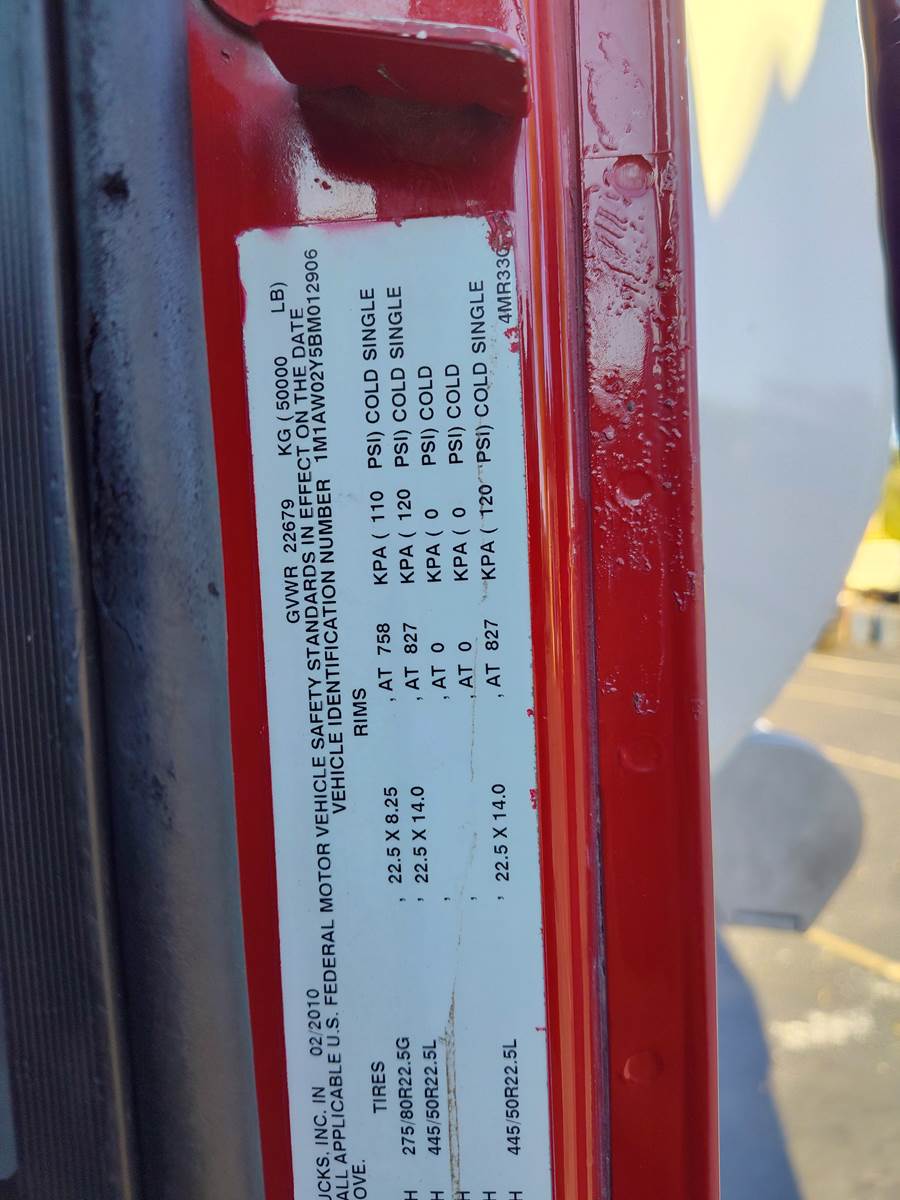 UCKS, INC. IN 02/2010 GVWR 22679 KG ( 50000 LB)
ALL APPLICABLE U.S. FEDERAL MOTOR VEHICLE SAFETY STANDARDS IN EFFECT ON THE DATE
OVE. VEHICLE IDENTIFICATION NUMBER 1M1AW02Y5BM012906
TIRES RIMS
H 275/80R22.5G , 22.5 X 8.25 , AT 758 KPA ( 110 PSI) COLD SINGLE
H 445/50R22.5L , 22.5 X 14.0 , AT 827 KPA ( 120 PSI) COLD SINGLE
H , , AT 0 KPA ( 0 PSI) COLD
H , , AT 0 KPA ( 0 PSI) COLD
H 445/50R22.5L , 22.5 X 14.0 , AT 827 KPA ( 120 PSI) COLD SINGLE